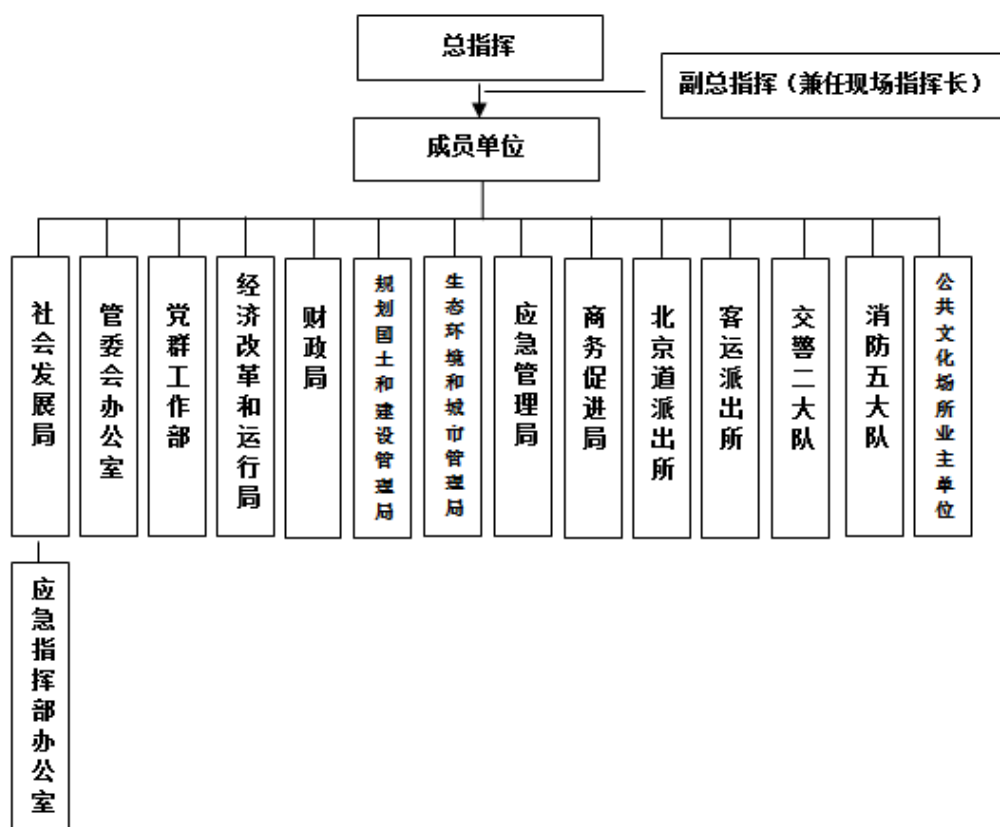 总指挥
副总指挥（兼任现场指挥长）
成员单位
社会发展局
管委会办公室
党群工作部
经济改革和运行局
财政局
规划国土和建设管理局
生态环境和城市管理局
应急管理局
商务促进局
北京道派出所
客运派出所
交警二大队
消防五大队
公共文化场所业主单位
应急指挥部办公室